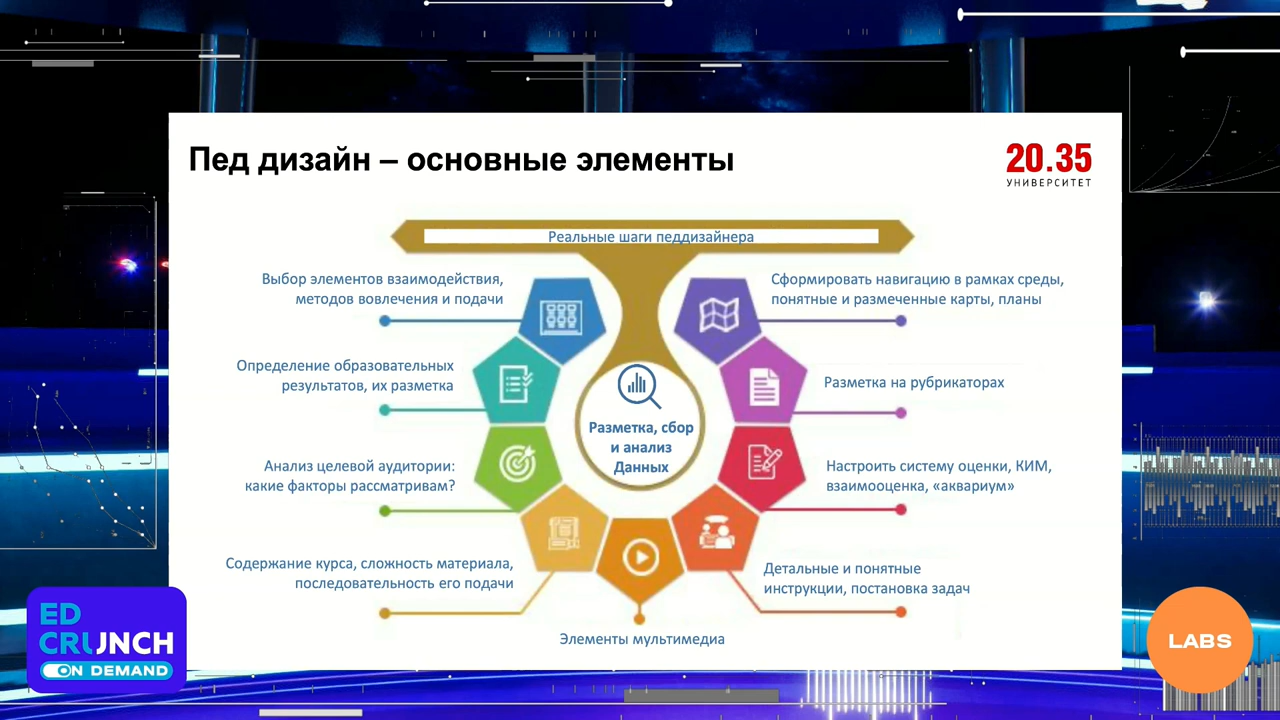 Пед дизайн – основные элементы
20.35
УНИВЕРСИТЕТ
Реальные шаги педдизайнера
Выбор элементов взаимодействия,
методов вовлечения и подачи
Сформировать навигацию в рамках среды,
понятные и размеченные карты, планы
Определение образовательных
результатов, их разметка
Разметка на рубрикаторах
Разметка, сбор
и анализ
Данных
Анализ целевой аудитории:
какие факторы рассматривам?
Настроить систему оценки, КИМ,
взаимооценка, «аквариум»
Содержание курса, сложность материала,
последовательность его подачи
Детальные и понятные
инструкции, постановка задач
Элементы мультимедиа
ED
CRUNCH
ON DEMAND
LABS